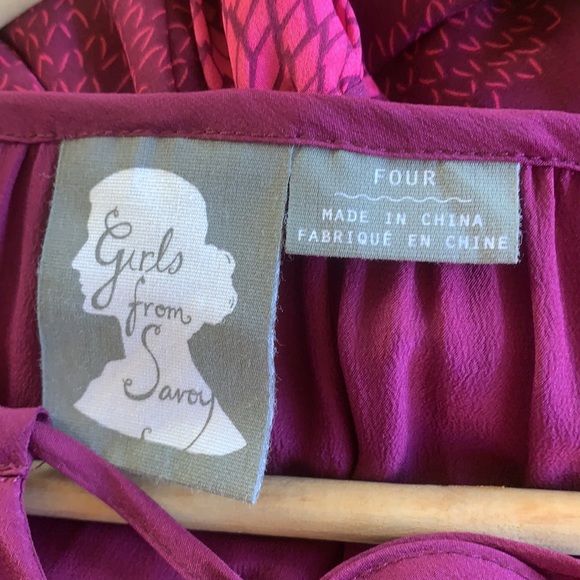 Girls
from
Savoy
FOUR
MADE IN CHINA
FABRIQUÉ EN CHINE